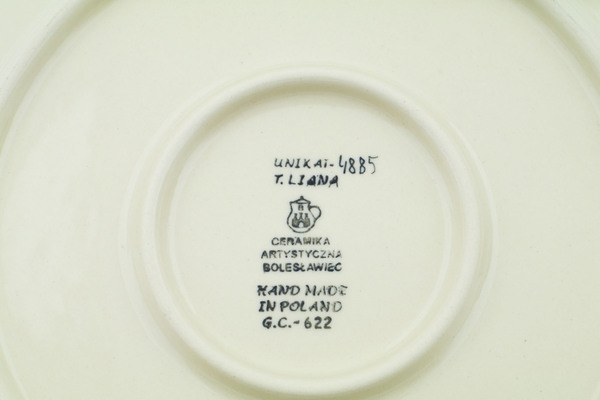 UNIKAT-4885
T. LIANA
CERAMIKA
ARTYSTYCZNA
BOLESŁAWIEC
HAND MADE
IN POLAND
G.C.-622